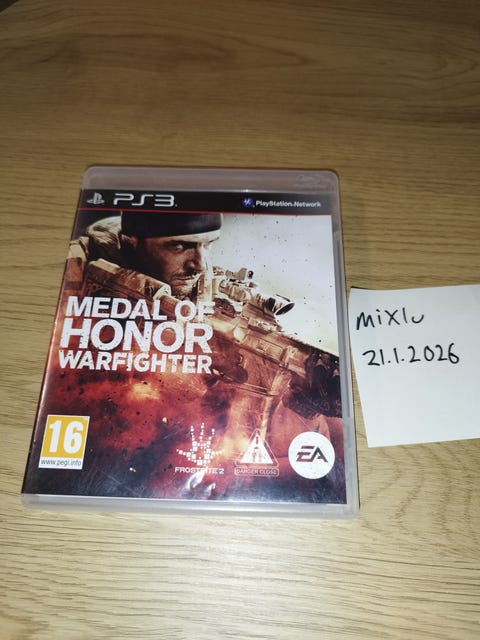 PS3
PlayStation Network
MEDAL OF
HONOR
WARFIGHTER
16
www.pegi.info
FROSTBITE 2
DANGER CLOSE
EA
mixlu
21.1.2026